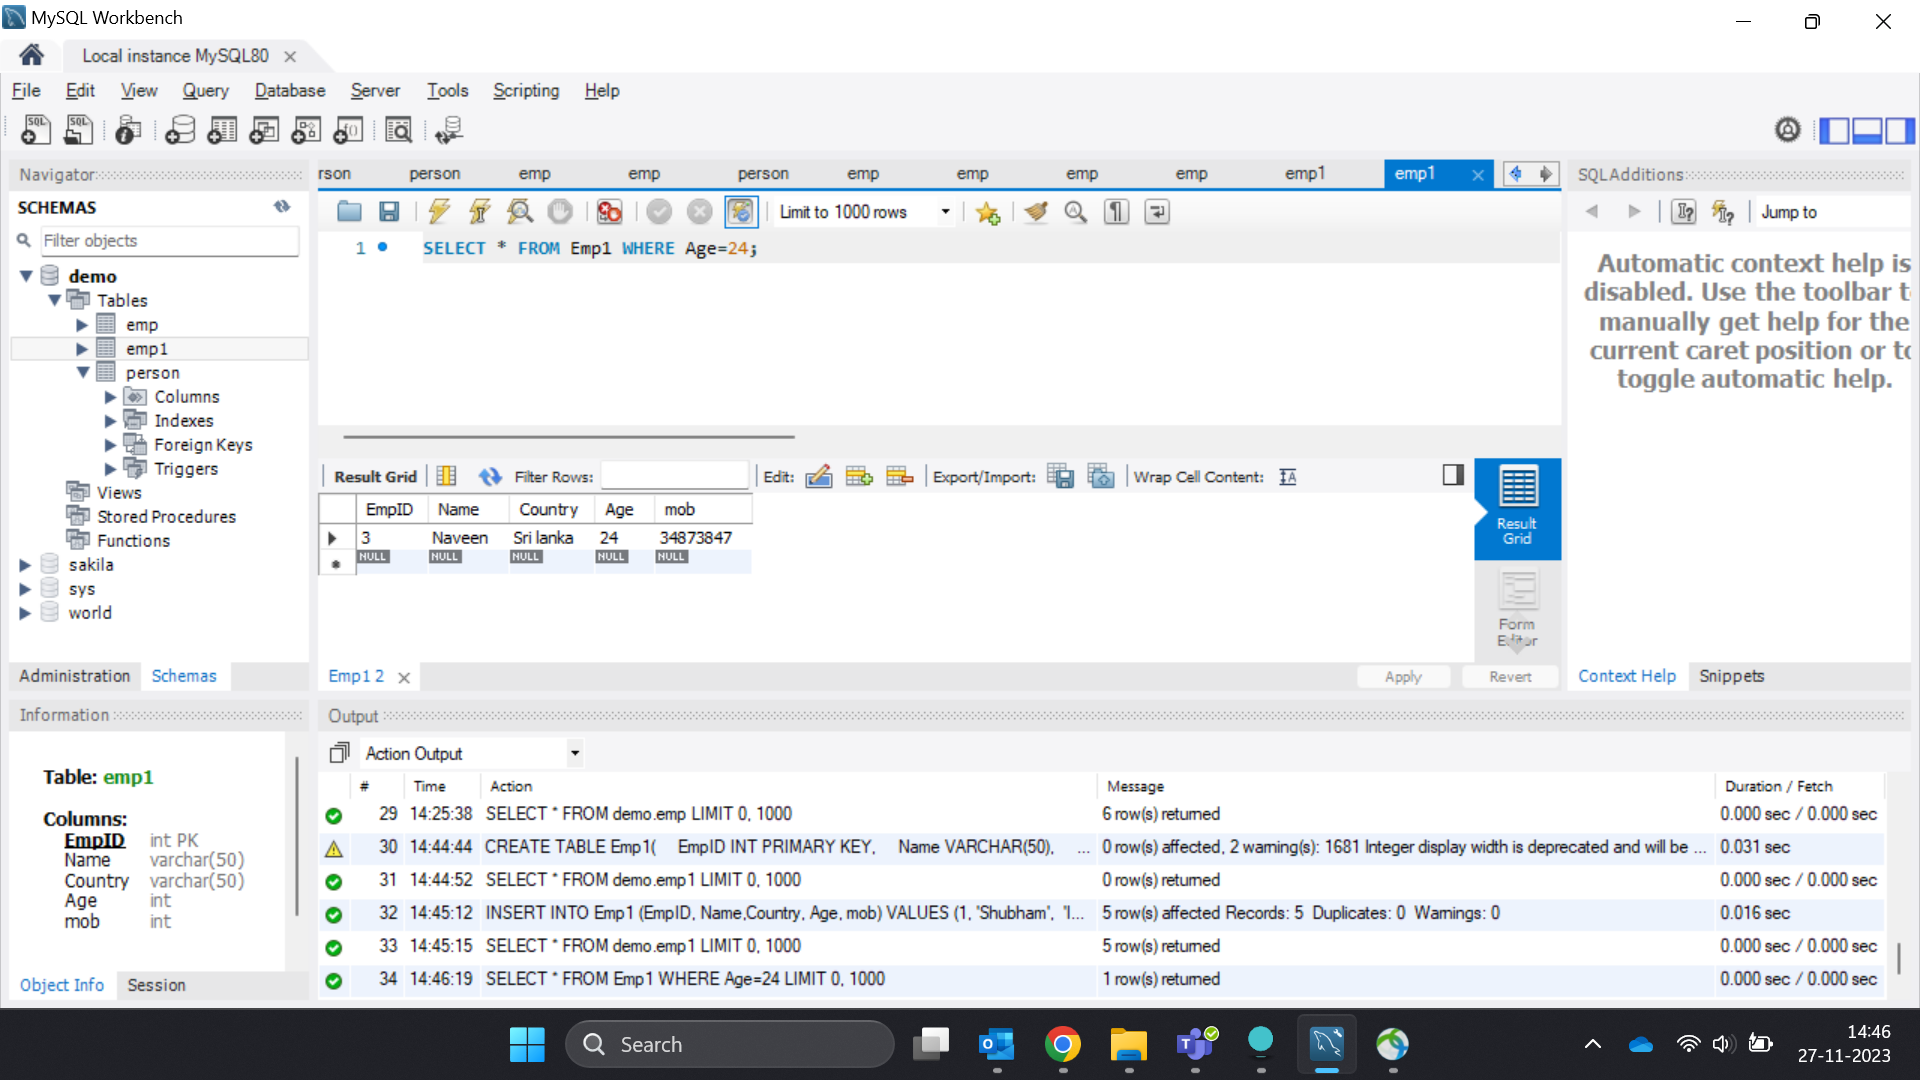 MySQL Workbench
Local instance MySQL80
File Edit View Query Database Server Tools Scripting Help
Navigator
SCHEMAS
Filter objects
demo
Tables
emp
emp1
person
Columns
Indexes
Foreign Keys
Triggers
Views
Stored Procedures
Functions
sakila
sys
world
Administration Schemas
rson person emp emp person emp emp emp emp emp1 emp1
Limit to 1000 rows
1 SELECT * FROM Emp1 WHERE Age=24;
Result Grid Filter Rows: Edit: Export/Import: Wrap Cell Content:
EmpID Name Country Age mob
3 Naveen Sri lanka 24 34873847
NULL NULL NULL NULL NULL
Result
Grid
Form
Editor
Emp1 2
Apply Revert
SQLAdditions
Jump to
Automatic context help is
disabled. Use the toolbar t
manually get help for the
current caret position or to
toggle automatic help.
Context Help Snippets
Information
Table: emp1
Columns:
EmpID int PK
Name varchar(50)
Country varchar(50)
Age int
mob int
Object Info Session
Output
Action Output
# Time Action Message Duration / Fetch
29 14:25:38 SELECT * FROM demo.emp LIMIT 0, 1000 6 row(s) returned 0.000 sec / 0.000 sec
30 14:44:44 CREATE TABLE Emp1( EmpID INT PRIMARY KEY, Name VARCHAR(50), ... 0 row(s) affected, 2 warning(s): 1681 Integer display width is deprecated and will be ... 0.031 sec
31 14:44:52 SELECT * FROM demo.emp1 LIMIT 0, 1000 0 row(s) returned 0.000 sec / 0.000 sec
32 14:45:12 INSERT INTO Emp1 (EmpID, Name,Country, Age, mob) VALUES (1, "Shubham", "I... 5 row(s) affected Records: 5 Duplicates: 0 Warnings: 0 0.016 sec
33 14:45:15 SELECT * FROM demo.emp1 LIMIT 0, 1000 5 row(s) returned 0.000 sec / 0.000 sec
34 14:46:19 SELECT * FROM Emp1 WHERE Age=24 LIMIT 0, 1000 1 row(s) returned 0.000 sec / 0.000 sec
Search
14:46
27-11-2023